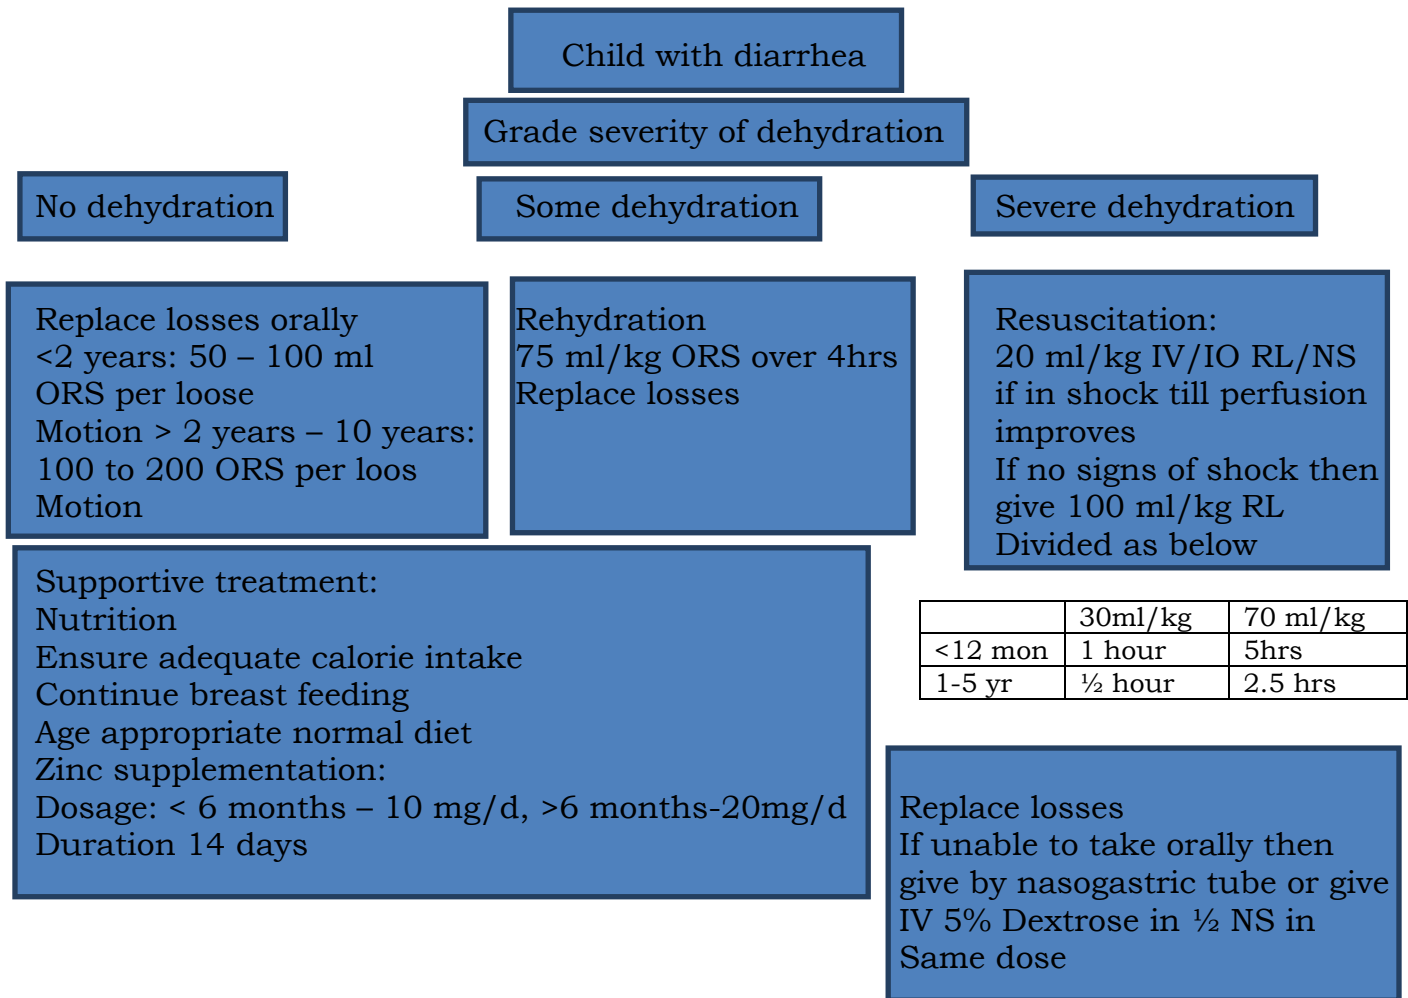 Child with diarrhea
Grade severity of dehydration
No dehydration
Some dehydration
Severe dehydration
Replace losses orally
<2 years: 50 – 100 ml
ORS per loose
Motion > 2 years – 10 years:
100 to 200 ORS per loos
Motion
Rehydration
75 ml/kg ORS over 4hrs
Replace losses
Resuscitation:
20 ml/kg IV/IO RL/NS
if in shock till perfusion
improves
If no signs of shock then
give 100 ml/kg RL
Divided as below
Supportive treatment:
Nutrition
Ensure adequate calorie intake
Continue breast feeding
Age appropriate normal diet
Zinc supplementation:
Dosage: < 6 months – 10 mg/d, >6 months-20mg/d
Duration 14 days
30ml/kg 70 ml/kg
<12 mon 1 hour 5hrs
1-5 yr ½ hour 2.5 hrs
Replace losses
If unable to take orally then
give by nasogastric tube or give
IV 5% Dextrose in ½ NS in
Same dose